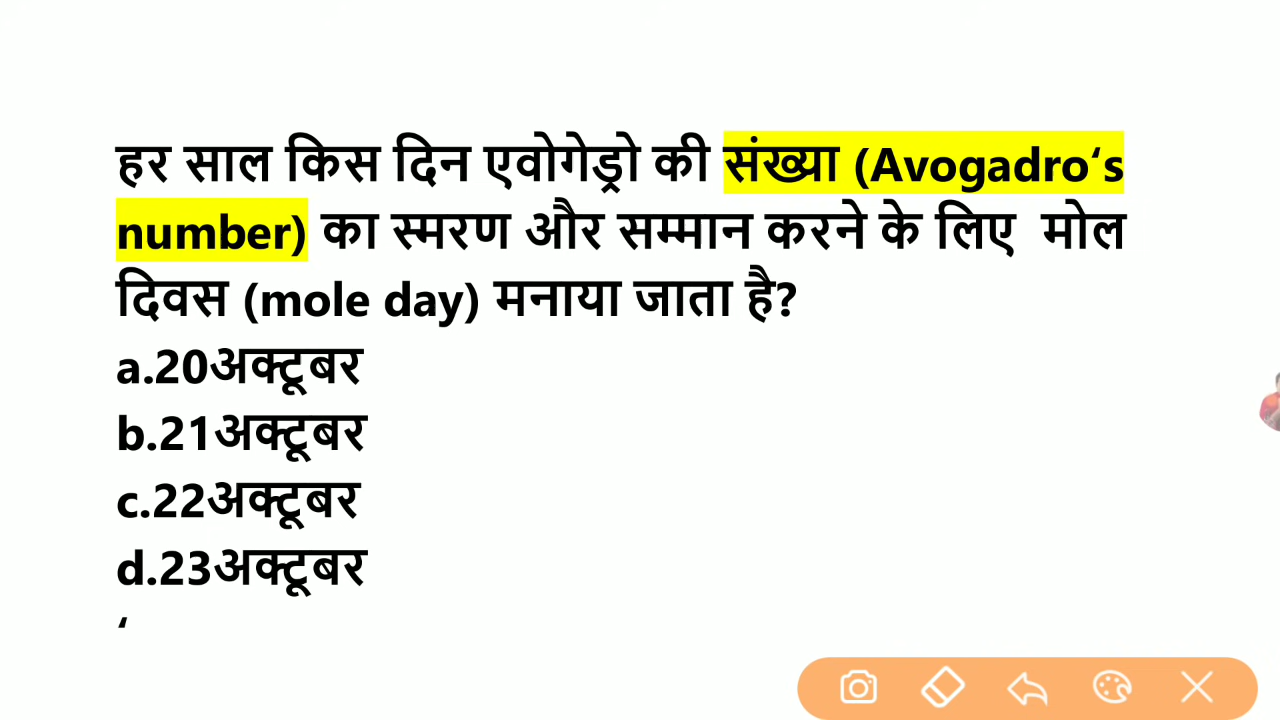 हर साल किस दिन एवोगेड्रो की संख्या (Avogadro‘s
number) का स्मरण और सम्मान करने के लिए मोल
दिवस (mole day) मनाया जाता है?
a.20अक्टूबर
b.21अक्टूबर
c.22अक्टूबर
d.23अक्टूबर
‘